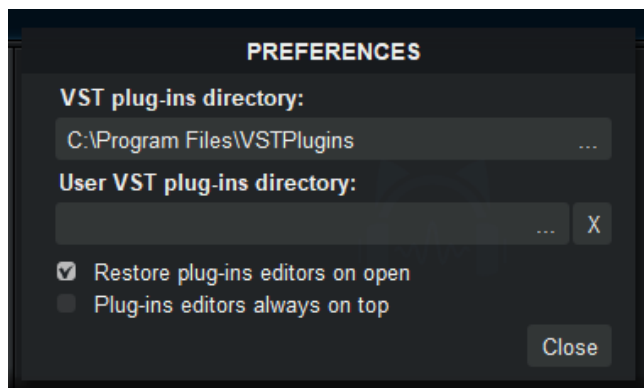 PREFERENCES
VST plug-ins directory:
C:\Program Files\VSTPlugins ...
User VST plug-ins directory:
... X
Restore plug-ins editors on open
Plug-ins editors always on top
Close